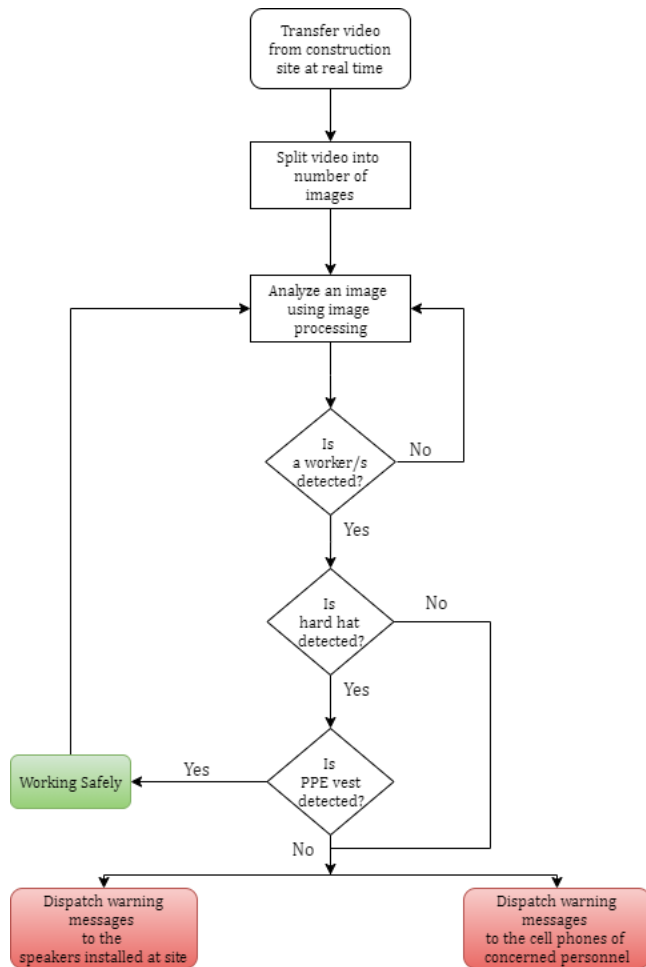 Transfer video
from construction
site at real time
Split video into
number of
images
Analyze an image
using image
processing
Is
a worker/s
detected?
No
Yes
Is
hard hat
detected?
No
Yes
Is
PPE vest
detected?
Yes
Working Safely
No
Dispatch warning
messages
to the
speakers installed at site
Dispatch warning
messages
to the cell phones of
concerned personnel